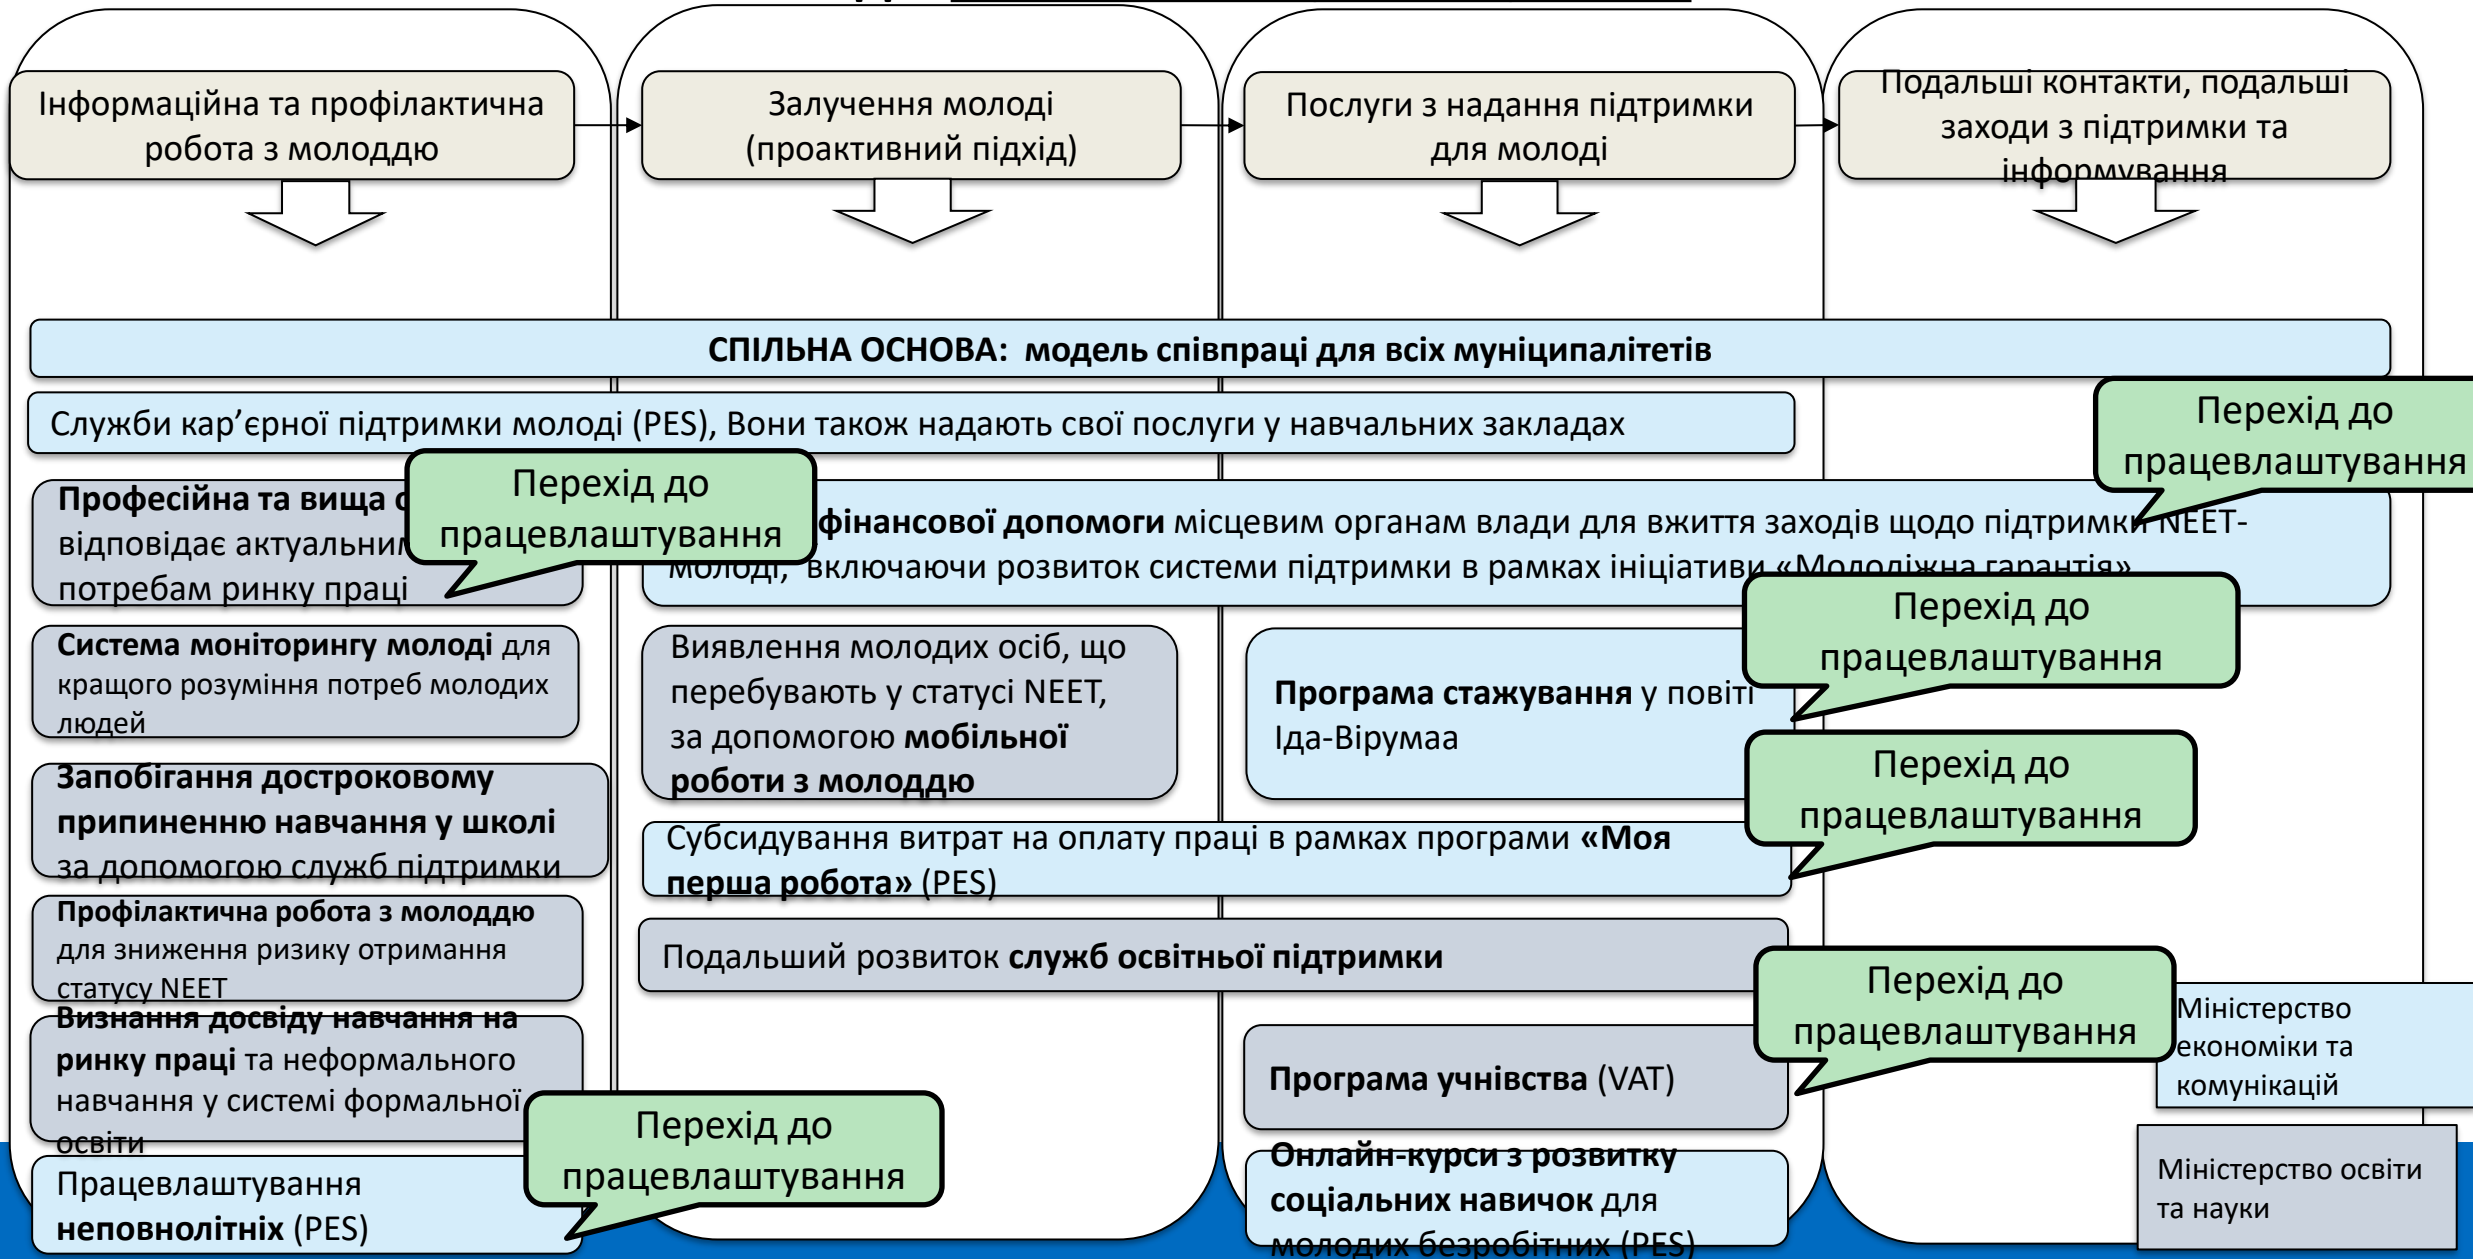 Інформаційна та профілактична
робота з молоддю
Залучення молоді
(проактивний підхід)
Послуги з надання підтримки
для молоді
Подальші контакти, подальші
заходи з підтримки та
інформування
СПІЛЬНА ОСНОВА: модель співпраці для всіх муніципалітетів
Служби кар’єрної підтримки молоді (PES), Вони також надають свої послуги у навчальних закладах
Перехід до
працевлаштування
Професійна та вища
відповідає актуальним
потребам ринку праці
Перехід до
працевлаштування
фінансової допомоги місцевим органам влади для вжиття заходів щодо підтримки NEET-
молоді, включаючи розвиток системи підтримки в рамках ініціативи «Молодіжна гарантія»
Система моніторингу молоді для
кращого розуміння потреб молодих
людей
Виявлення молодих осіб, що
перебувають у статусі NEET,
за допомогою мобільної
роботи з молоддю
Програма стажування у повіті
Іда-Вірумаа
Перехід до
працевлаштування
Запобігання достроковому
припиненню навчання у школі
за допомогою служб підтримки
Субсидування витрат на оплату праці в рамках програми «Моя
перша робота» (PES)
Перехід до
працевлаштування
Профілактична робота з молоддю
для зниження ризику отримання
статусу NEET
Подальший розвиток служб освітньої підтримки
Визнання досвіду навчання на
ринку праці та неформального
навчання у системі формальної
освіти
Програма учнівства (VAT)
Перехід до
працевлаштування
Міністерство
економіки та
комунікацій
Працевлаштування
неповнолітніх (PES)
Перехід до
працевлаштування
Онлайн-курси з розвитку
соціальних навичок для
молодих безробітних (PES)
Міністерство освіти
та науки